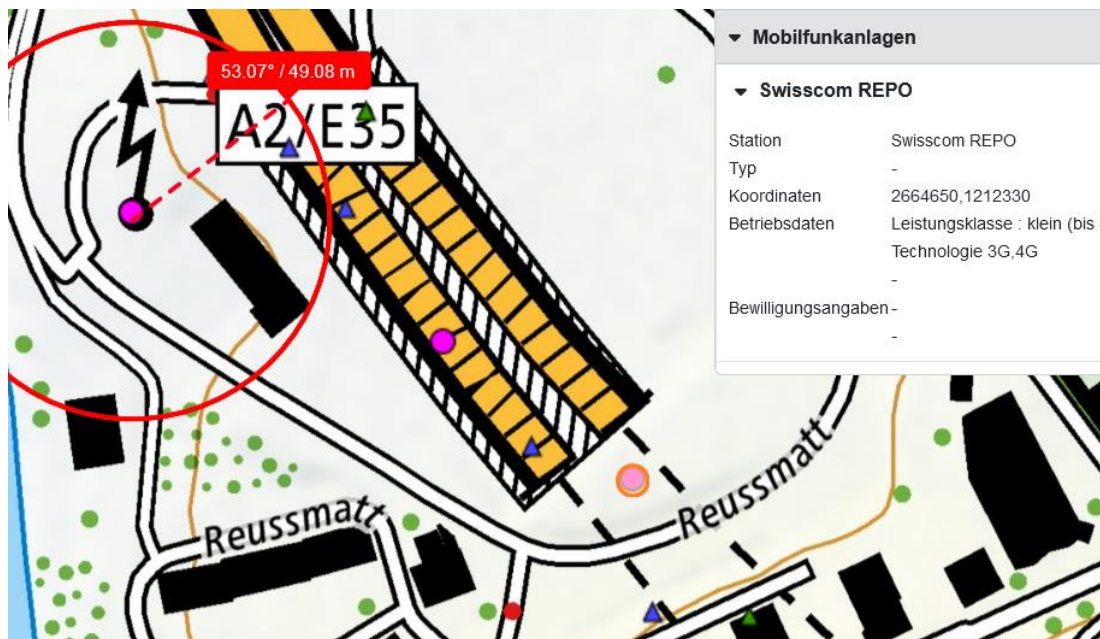 53.07° / 49.08 m
A2/E35
Reussmatt
Reussmatt
Mobilfunkanlagen
Swisscom REPO
Station Swisscom REPO
Typ -
Koordinaten 2664650,1212330
Betriebsdaten Leistungsklasse : klein (bis
Technologie 3G,4G
-
Bewilligungsangaben -
-